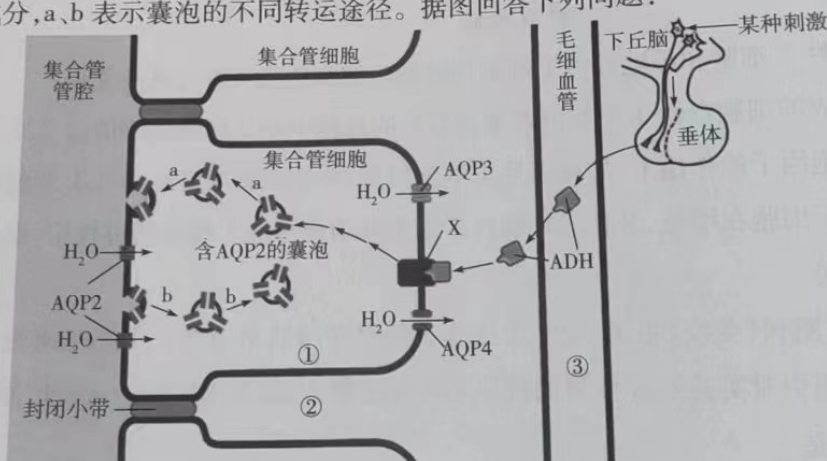 分,a、b 表示囊泡的不同转运途径。据图回答下列问题:
集合管
管腔
集合管细胞
毛细血管
下丘脑
某种刺激
垂体
集合管细胞
AQP3
H₂O
a
a
X
含AQP2的囊泡
H₂O
ADH
AQP2
b
b
H₂O
H₂O
AQP4
①
③
封闭小带
②